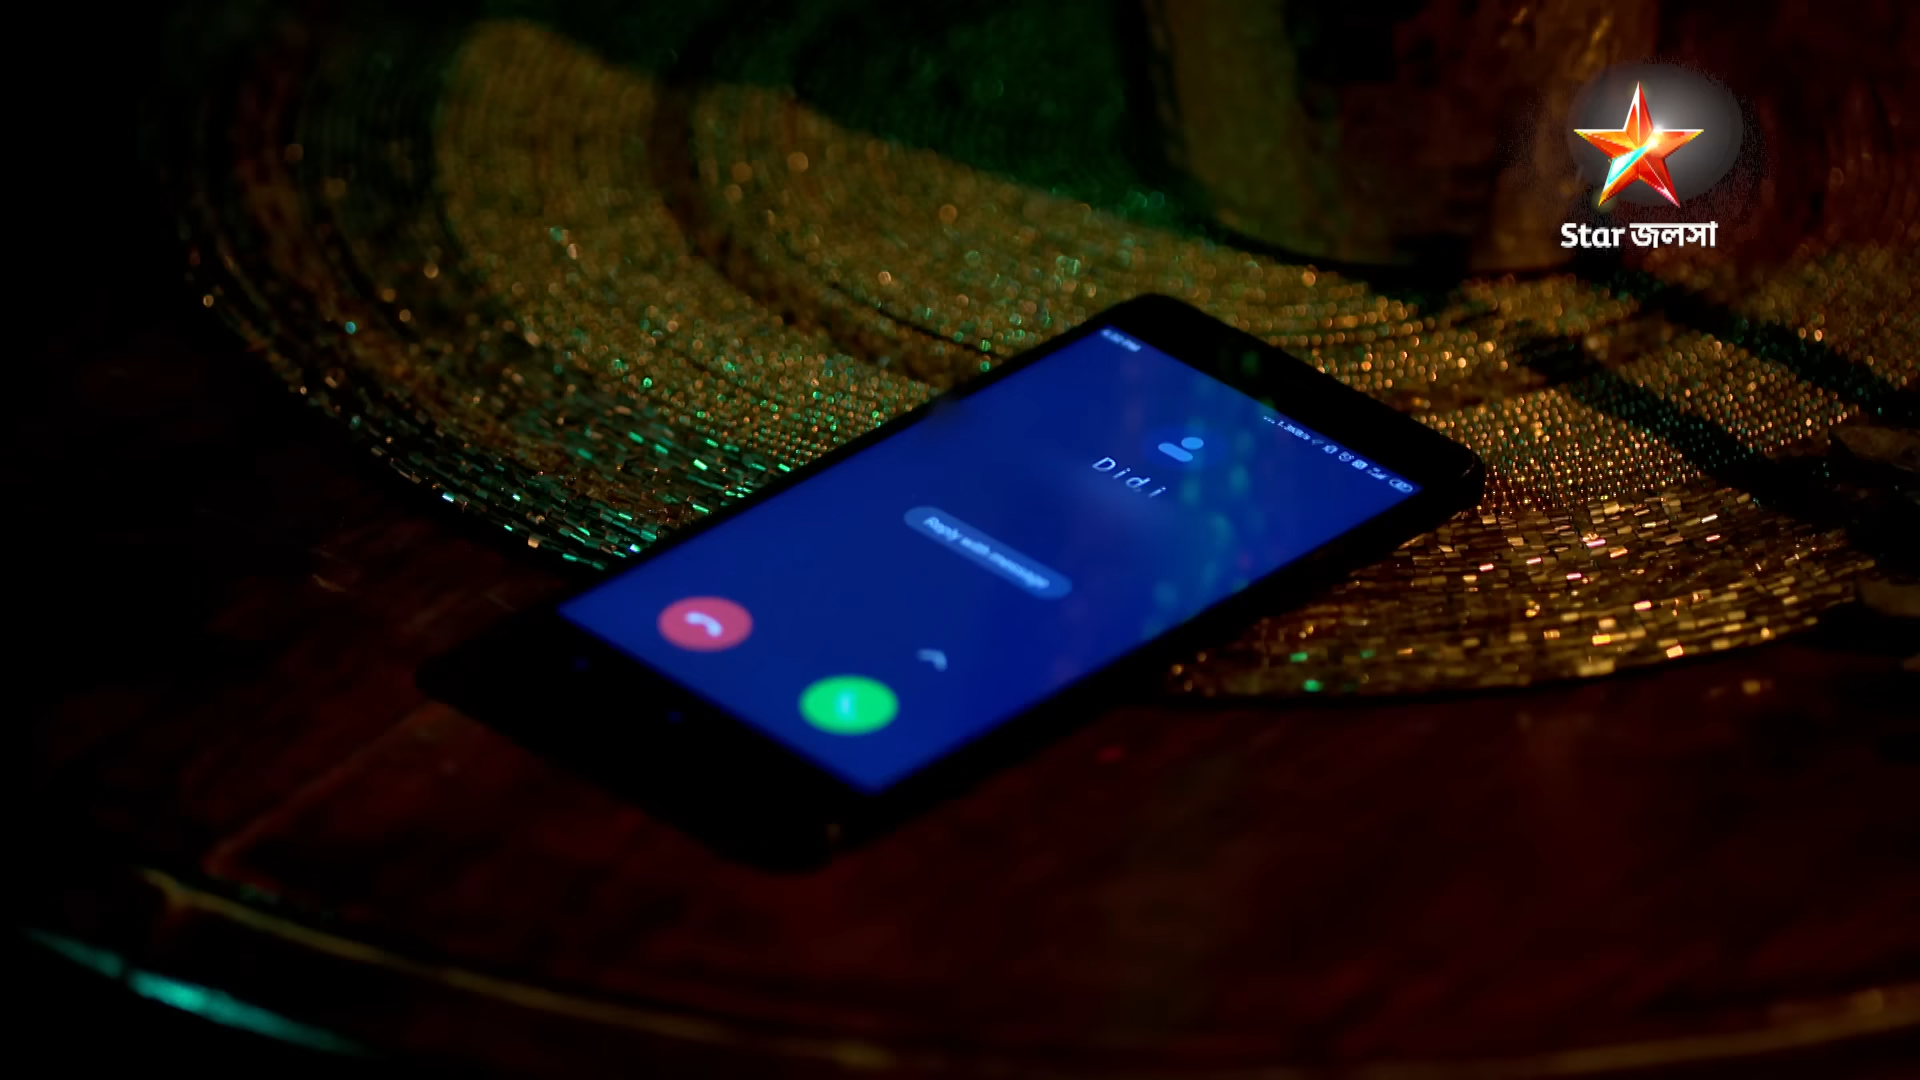 Star জলসা
Didi
Reply with message